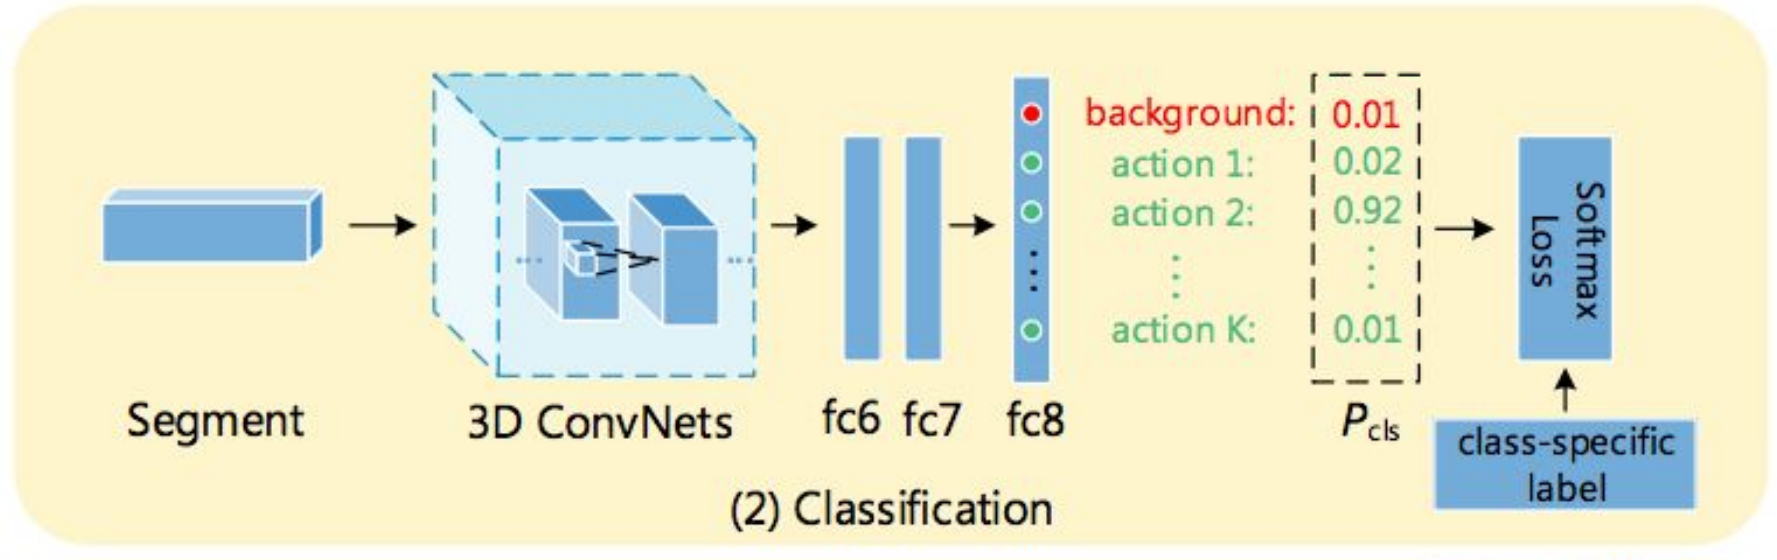 background: 0.01
action 1: 0.02
action 2: 0.92
action K: 0.01
Softmax
Loss
Segment
3D ConvNets
fc6 fc7 fc8
Pcls
class-specific
label
(2) Classification